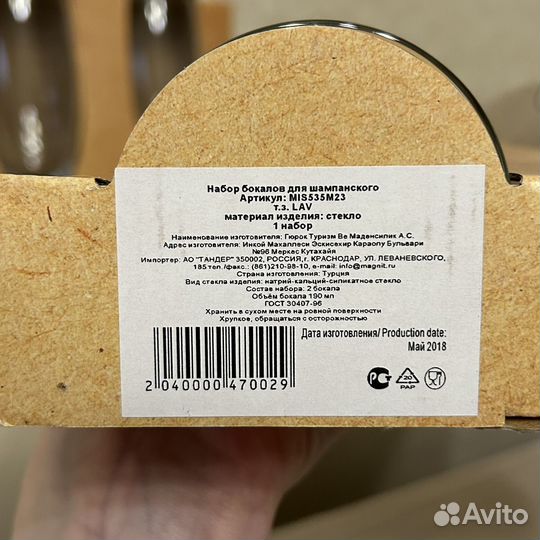 Набор бокалов для шампанского
Артикул: MIS535M23
т.з. LAV
материал изделия: стекло
1 набор
Наименование изготовителя: Гюрок Туризм Ве Маденсилик А.С.
Адрес изготовителя: Инкой Махаллеси Эскисехир Караолу Бульвари
№96 Меркес Кутахайя
Импортер: АО "ТАНДЕР" 350002, РОССИЯ,г. КРАСНОДАР, УЛ. ЛЕВАНЕВСКОГО,
185 тел./факс.: (861)210-98-10, e-mail: info@magnit.ru
Страна изготовителя: Турция
Вид стекла изделия: натрий-кальций-силикатное стекло
Состав набора: 2 бокала
Объём бокала 190 мл
ГОСТ 30407-96
Хранить в сухом месте на ровной поверхности
Хрупкое, обращаться с осторожностью
Дата изготовления/ Production date:
Май 2018
2 040000 470029
РСТ
20
PAP
Avito